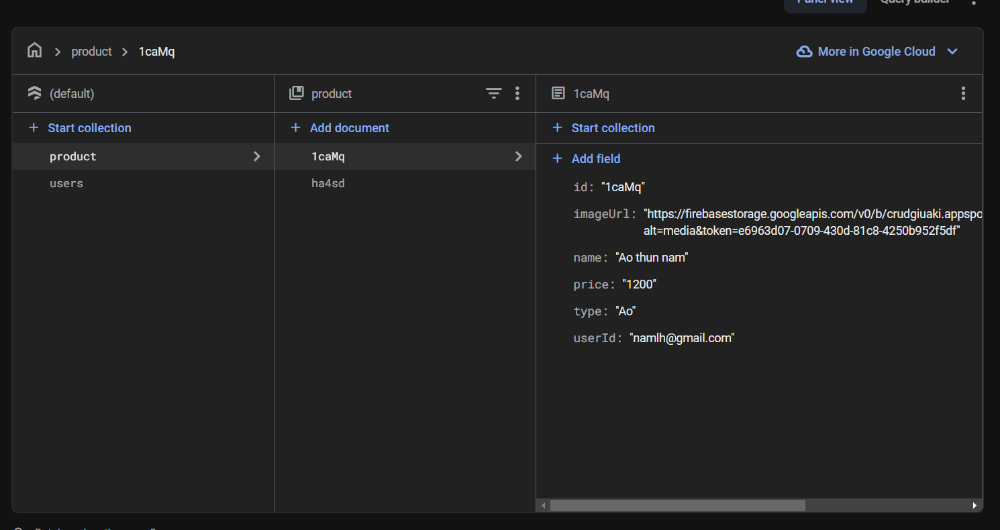 Panel view
Query builder
product
1caMq
More in Google Cloud
(default)
product
1caMq
Start collection
Add document
Start collection
product
1caMq
Add field
users
ha4sd
id: "1caMq"
imageUrl: "https://firebasestorage.googleapis.com/v0/b/crudgiuaki.appspo
alt=media&token=e6963d07-0709-430d-81c8-4250b952f5df"
name: "Ao thun nam"
price: "1200"
type: "Ao"
userId: "namlh@gmail.com"